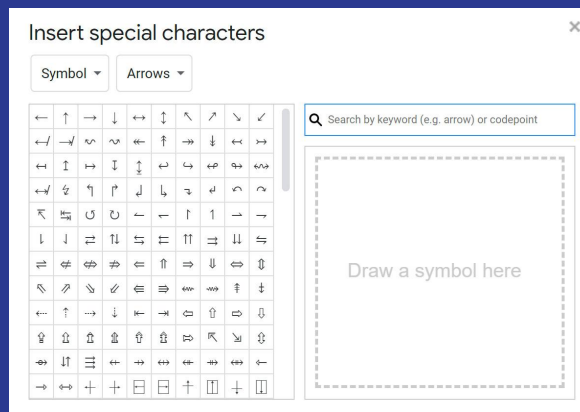 Insert special characters
Symbol
Arrows
Search by keyword (e.g. arrow) or codepoint
Draw a symbol here